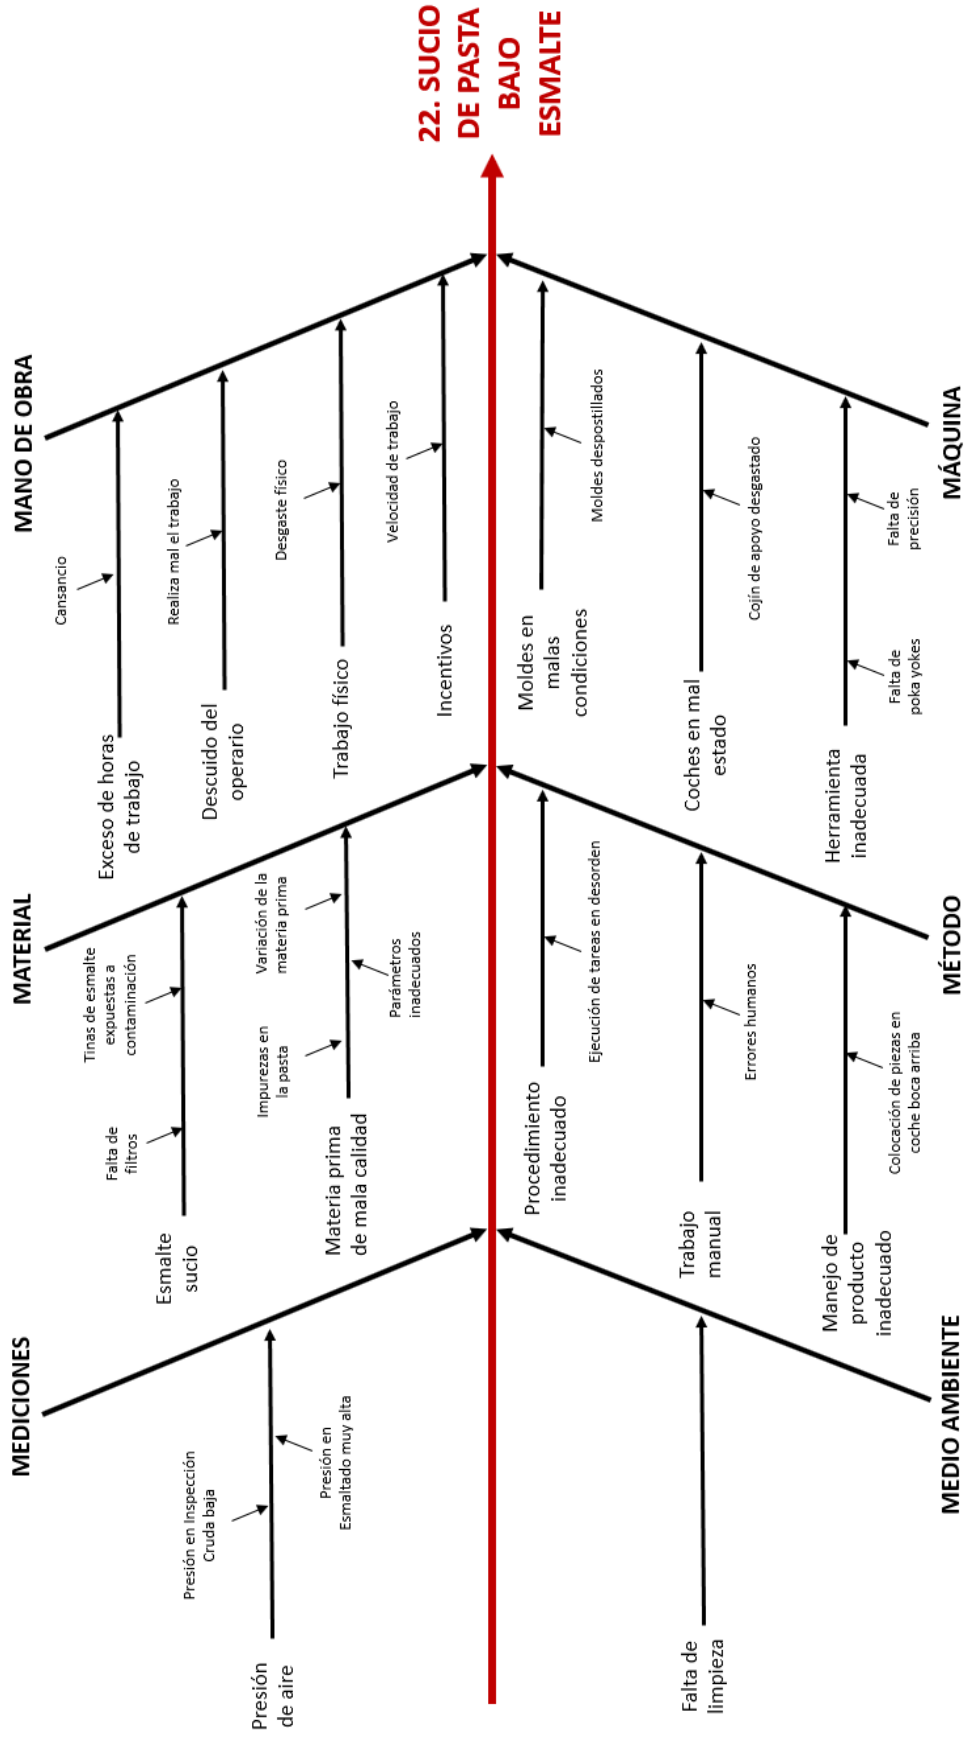 MEDICIONES
Presión
de aire
Presión en Inspección
Cruda baja
Presión en
Esmaltado muy alta
MATERIAL
Esmalte
sucio
Falta de
filtros
Tinas de esmalte
expuestas a
contaminación
Materia prima
de mala calidad
Impurezas en
la pasta
Variación de la
materia prima
Parámetros
inadecuados
MANO DE OBRA
Exceso de horas
de trabajo
Cansancio
Descuido del
operario
Realiza mal el trabajo
Trabajo físico
Desgaste físico
Incentivos
Velocidad de trabajo
22. SUCIO
DE PASTA
BAJO
ESMALTE
Falta de
limpieza
MEDIO AMBIENTE
Procedimiento
inadecuado
Ejecución de tareas en desorden
Trabajo
manual
Errores humanos
Manejo de
producto
inadecuado
Colocación de piezas en
coche boca arriba
MÉTODO
Moldes en
malas
condiciones
Moldes despostillados
Coches en mal
estado
Cojín de apoyo desgastado
Herramienta
inadecuada
Falta de
poka yokes
Falta de
precisión
MÁQUINA